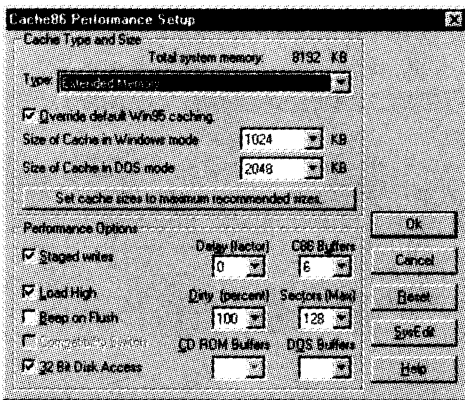 Cache86 Performance Setup
Cache Type and Size
Total system memory: 8192 KB
Type: Extended Memory
Override default Win95 caching.
Size of Cache in Windows mode 1024 KB
Size of Cache in DOS mode 2048 KB
Set cache sizes to maximum recommended sizes.
Performance Options
Staged writes
Delay (factor)
0
C86 Buffers
6
Load High
Beep on Flush
Dirty (percent)
100
Sectors (Max)
128
32 Bit Disk Access
CD ROM Buffers
DOS Buffers
Ok
Cancel
Reset
SysEdit
Help